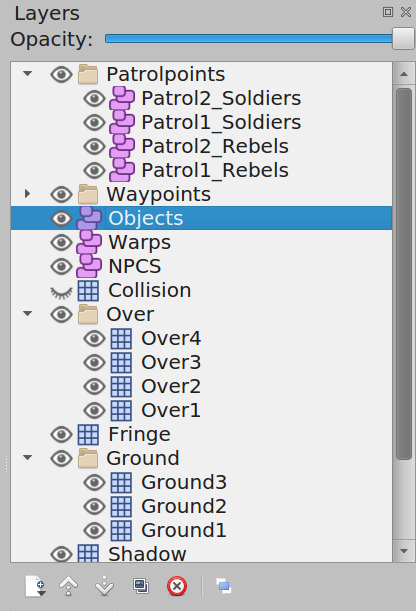 Layers
Opacity:
Patrolpoints
Patrol2_Soldiers
Patrol1_Soldiers
Patrol2_Rebels
Patrol1_Rebels
Waypoints
Objects
Warps
NPCS
Collision
Over
Over4
Over3
Over2
Over1
Fringe
Ground
Ground3
Ground2
Ground1
Shadow